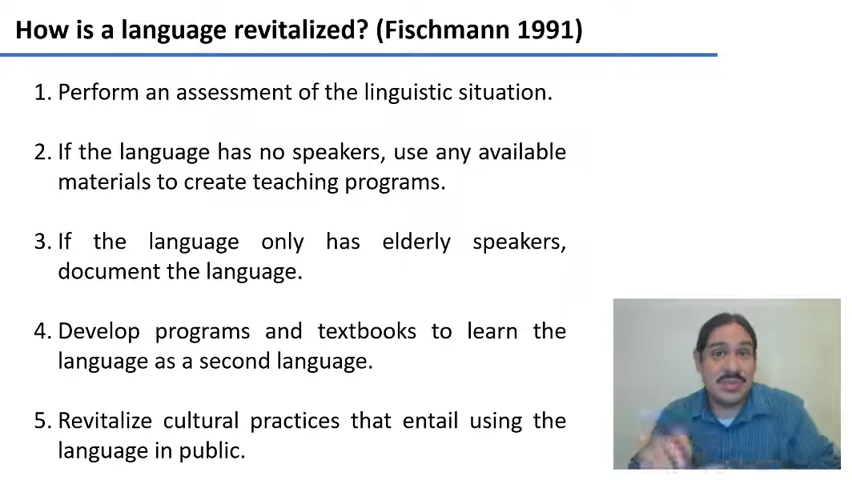 How is a language revitalized? (Fischmann 1991)
1. Perform an assessment of the linguistic situation.
2. If the language has no speakers, use any available
materials to create teaching programs.
3. If the language only has elderly speakers,
document the language.
4. Develop programs and textbooks to learn the
language as a second language.
5. Revitalize cultural practices that entail using the
language in public.